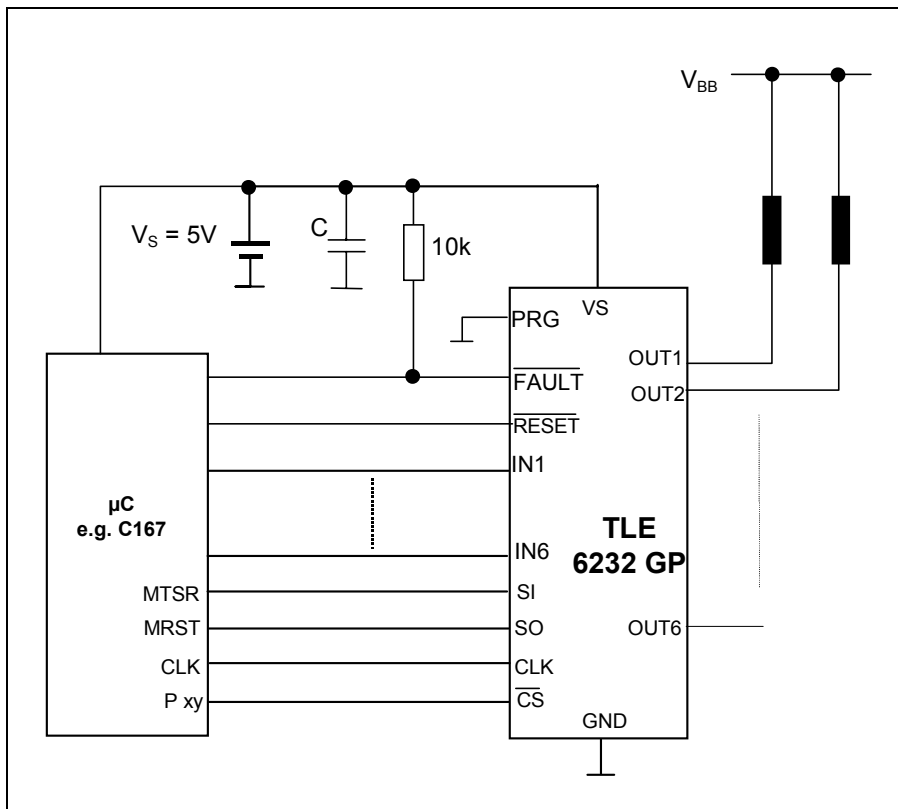 V_BB
V_S = 5V
C
10k
VS
PRG
OUT1
FAULT
OUT2
RESET
IN1
µC
e.g. C167
TLE
6232 GP
IN6
MTSR
SI
MRST
SO
OUT6
CLK
CLK
P xy
CS
GND